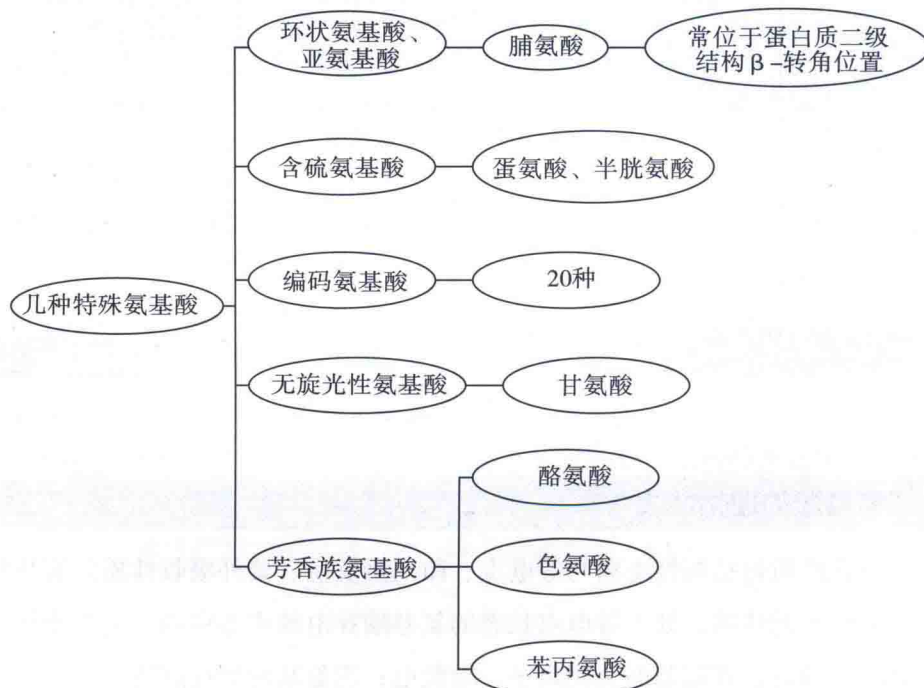 环状氨基酸、
亚氨基酸
脯氨酸
常位于蛋白质二级
结构β-转角位置
含硫氨基酸
蛋氨酸、半胱氨酸
编码氨基酸
20种
几种特殊氨基酸
无旋光性氨基酸
甘氨酸
酪氨酸
芳香族氨基酸
色氨酸
苯丙氨酸